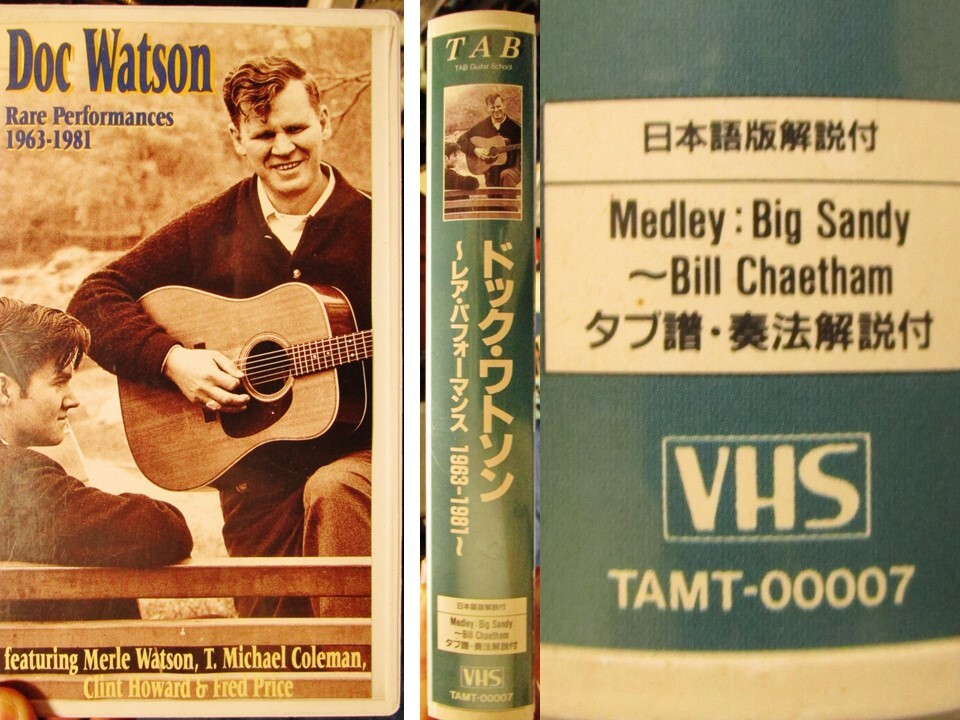 Doc Watson
Rare Performances
1963-1981
featuring Merle Watson, T. Michael Coleman,
Clint Howard & Fred Price
TAB
TAB Guitar School
ドック・ワトソン
〜レア・パフォーマンス 1963-1981〜
日本語版解説付
Medley: Big Sandy
〜Bill Chaetham
タブ譜・奏法解説付
VHS
TAMT-00007
日本語版解説付
Medley : Big Sandy
〜Bill Chaetham
タブ譜・奏法解説付
VHS
TAMT-00007